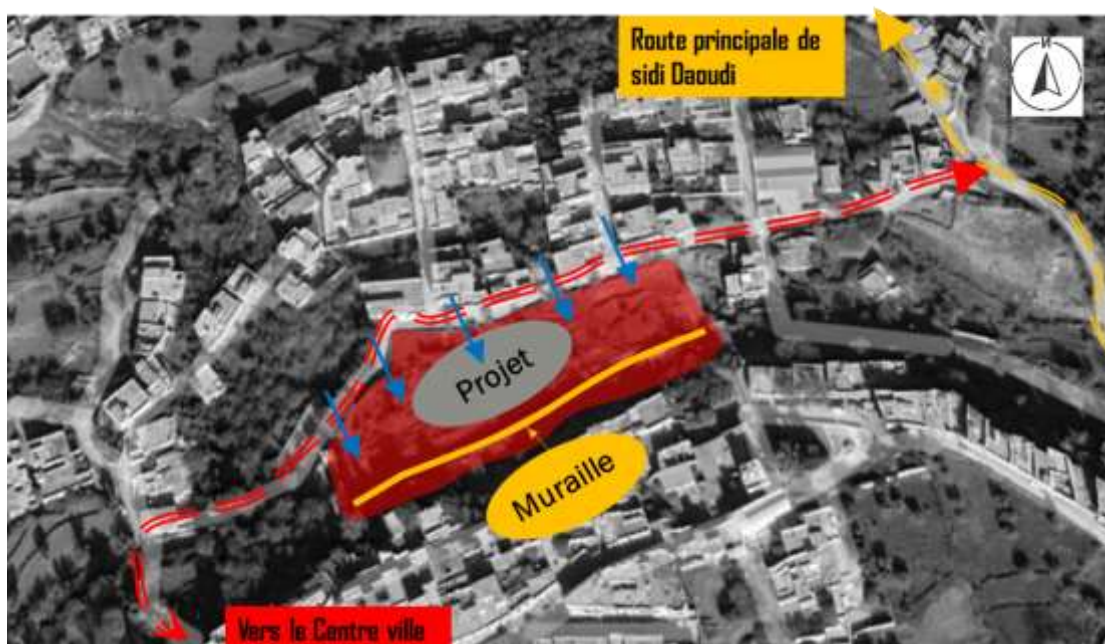 Route principale de
sidi Daoudi
N
Projet
Muraille
Vers le Centre ville